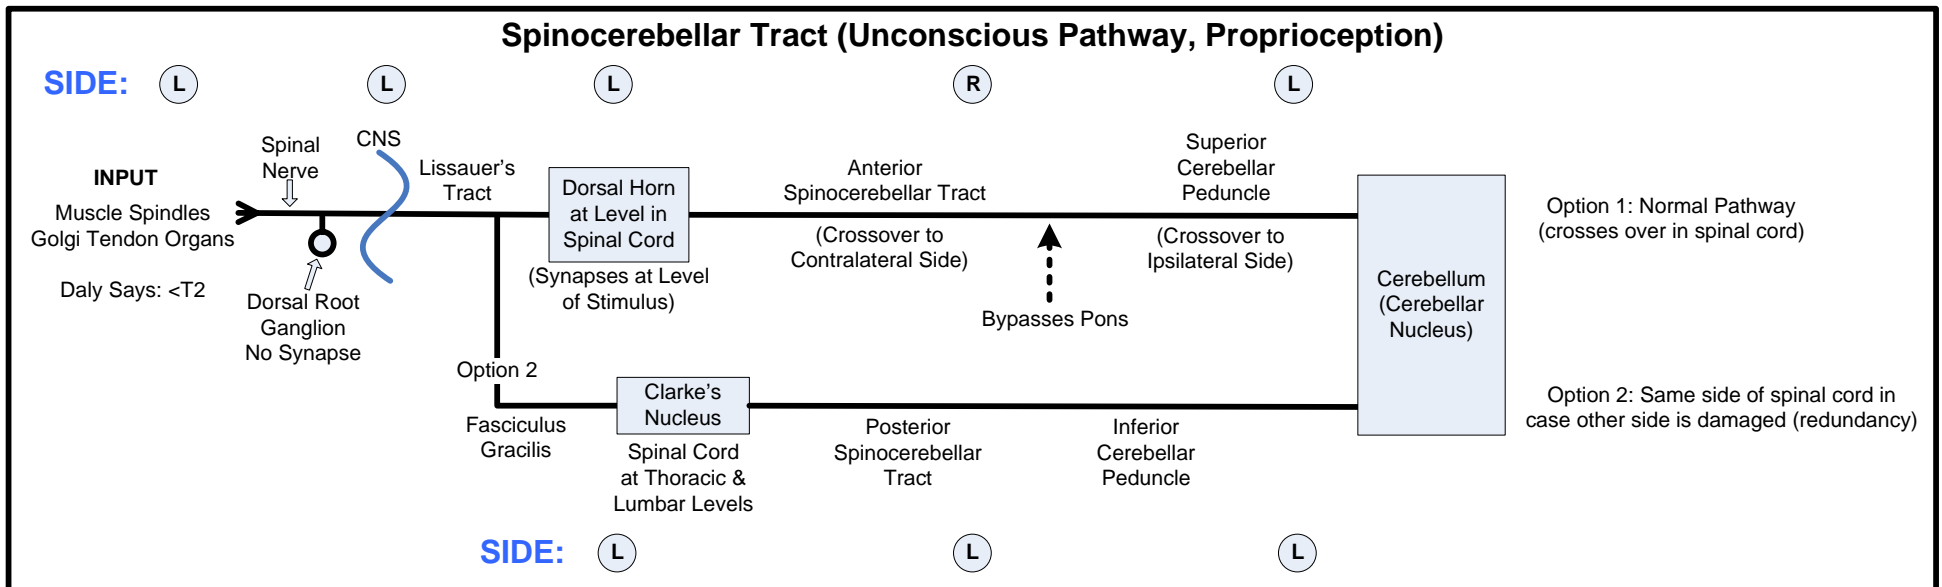 Spinocerebellar Tract (Unconscious Pathway, Proprioception)
SIDE: L L L R L
INPUT
Muscle Spindles
Golgi Tendon Organs
Daly Says: <T2
Spinal
Nerve
Dorsal Root
Ganglion
No Synapse
CNS
Lissauer's
Tract
Dorsal Horn
at Level in
Spinal Cord
(Synapses at Level
of Stimulus)
Anterior
Spinocerebellar Tract
(Crossover to
Contralateral Side)
Bypasses Pons
Superior
Cerebellar
Peduncle
(Crossover to
Ipsilateral Side)
Cerebellum
(Cerebellar
Nucleus)
Option 1: Normal Pathway
(crosses over in spinal cord)
Option 2
Fasciculus
Gracilis
Clarke's
Nucleus
Spinal Cord
at Thoracic &
Lumbar Levels
Posterior
Spinocerebellar
Tract
Inferior
Cerebellar
Peduncle
Option 2: Same side of spinal cord in
case other side is damaged (redundancy)
SIDE: L L L